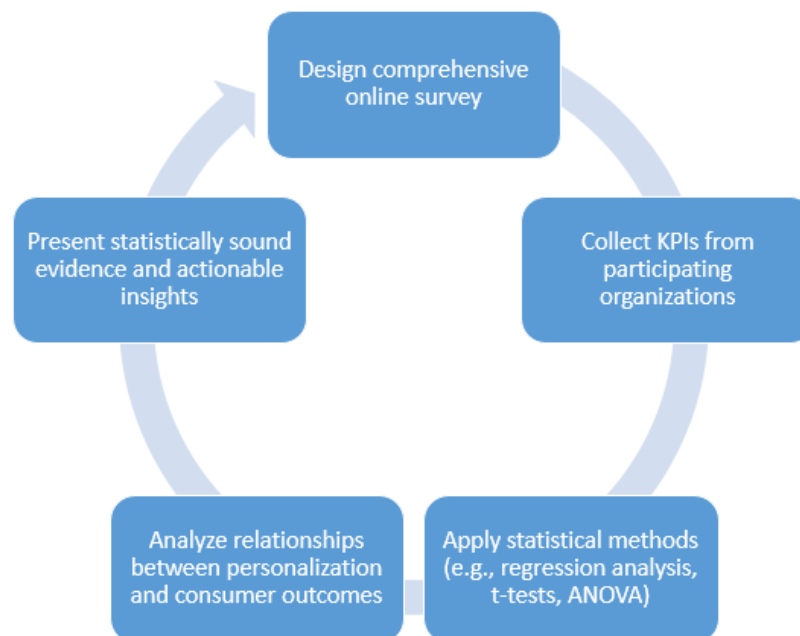 Design comprehensive
online survey
Collect KPIs from
participating
organizations
Apply statistical methods
(e.g., regression analysis,
t-tests, ANOVA)
Analyze relationships
between personalization
and consumer outcomes
Present statistically sound
evidence and actionable
insights